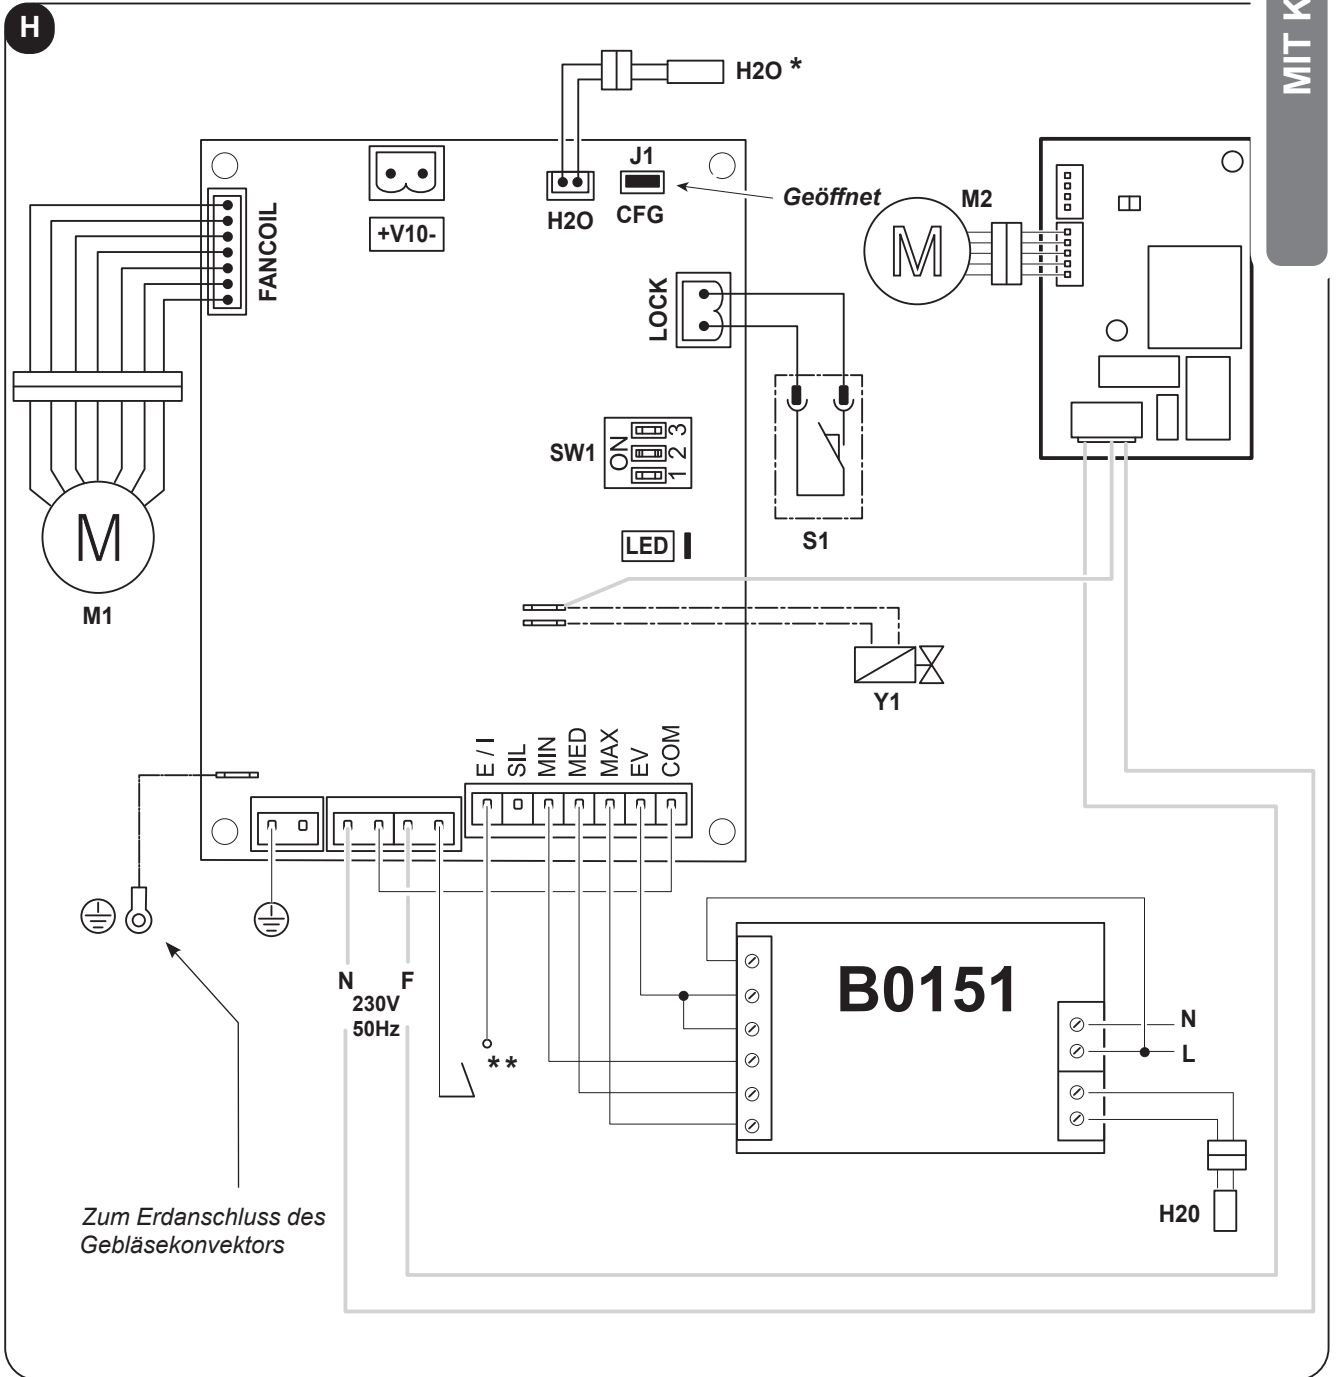 H
MIT K
H2O *
J1
Geöffnet
M2
M
H2O
CFG
+V10-
FANCOIL
LOCK
SW1
ON
1 2 3
S1
LED
M
M1
Y1
E / I
SIL
MIN
MED
MAX
EV
COM
B0151
N
F
230V
50Hz
**
N
L
H20
Zum Erdanschluss des
Gebläsekonvektors